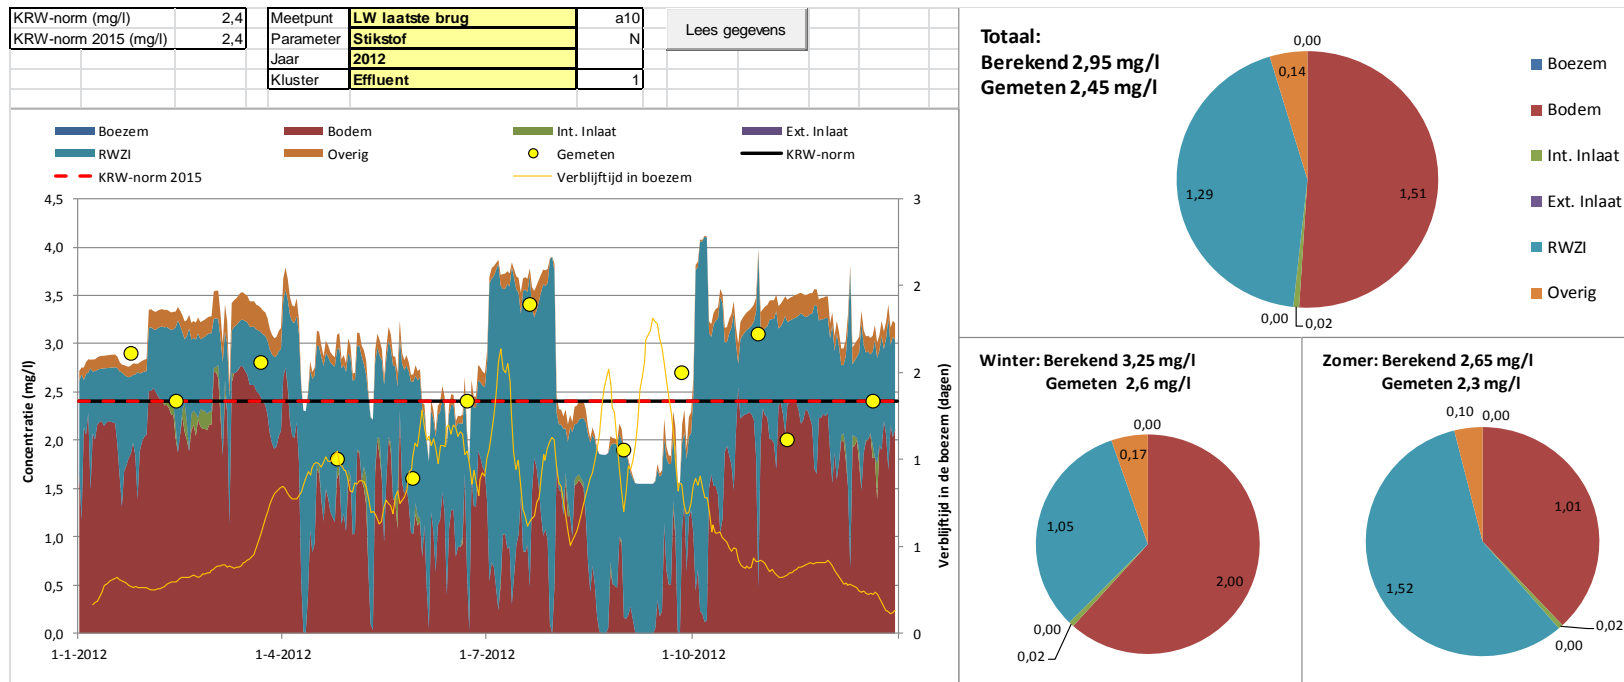 KRW-norm (mg/l) 2,4 Meetpunt LW laatste brug a10
KRW-norm 2015 (mg/l) 2,4 Parameter Stikstof N
Jaar 2012
Kluster Effluent 1
Lees gegevens
Boezem Bodem Int. Inlaat Ext. Inlaat
RWZI Overig Gemeten KRW-norm
KRW-norm 2015 Verblijftijd in boezem
Concentratie (mg/l)
4,5
4,0
3,5
3,0
2,5
2,0
1,5
1,0
0,5
0,0
1-1-2012 1-4-2012 1-7-2012 1-10-2012
3
2
2
1
1
0
Verblijftijd in de boezem (dagen)
Totaal:
Berekend 2,95 mg/l
Gemeten 2,45 mg/l
0,00
0,14
1,29
1,51
0,00
0,02
Boezem
Bodem
Int. Inlaat
Ext. Inlaat
RWZI
Overig
Winter: Berekend 3,25 mg/l
Gemeten 2,6 mg/l
0,00
0,17
1,05
2,00
0,00
0,02
Zomer: Berekend 2,65 mg/l
Gemeten 2,3 mg/l
0,10
0,00
1,01
1,52
0,02
0,00